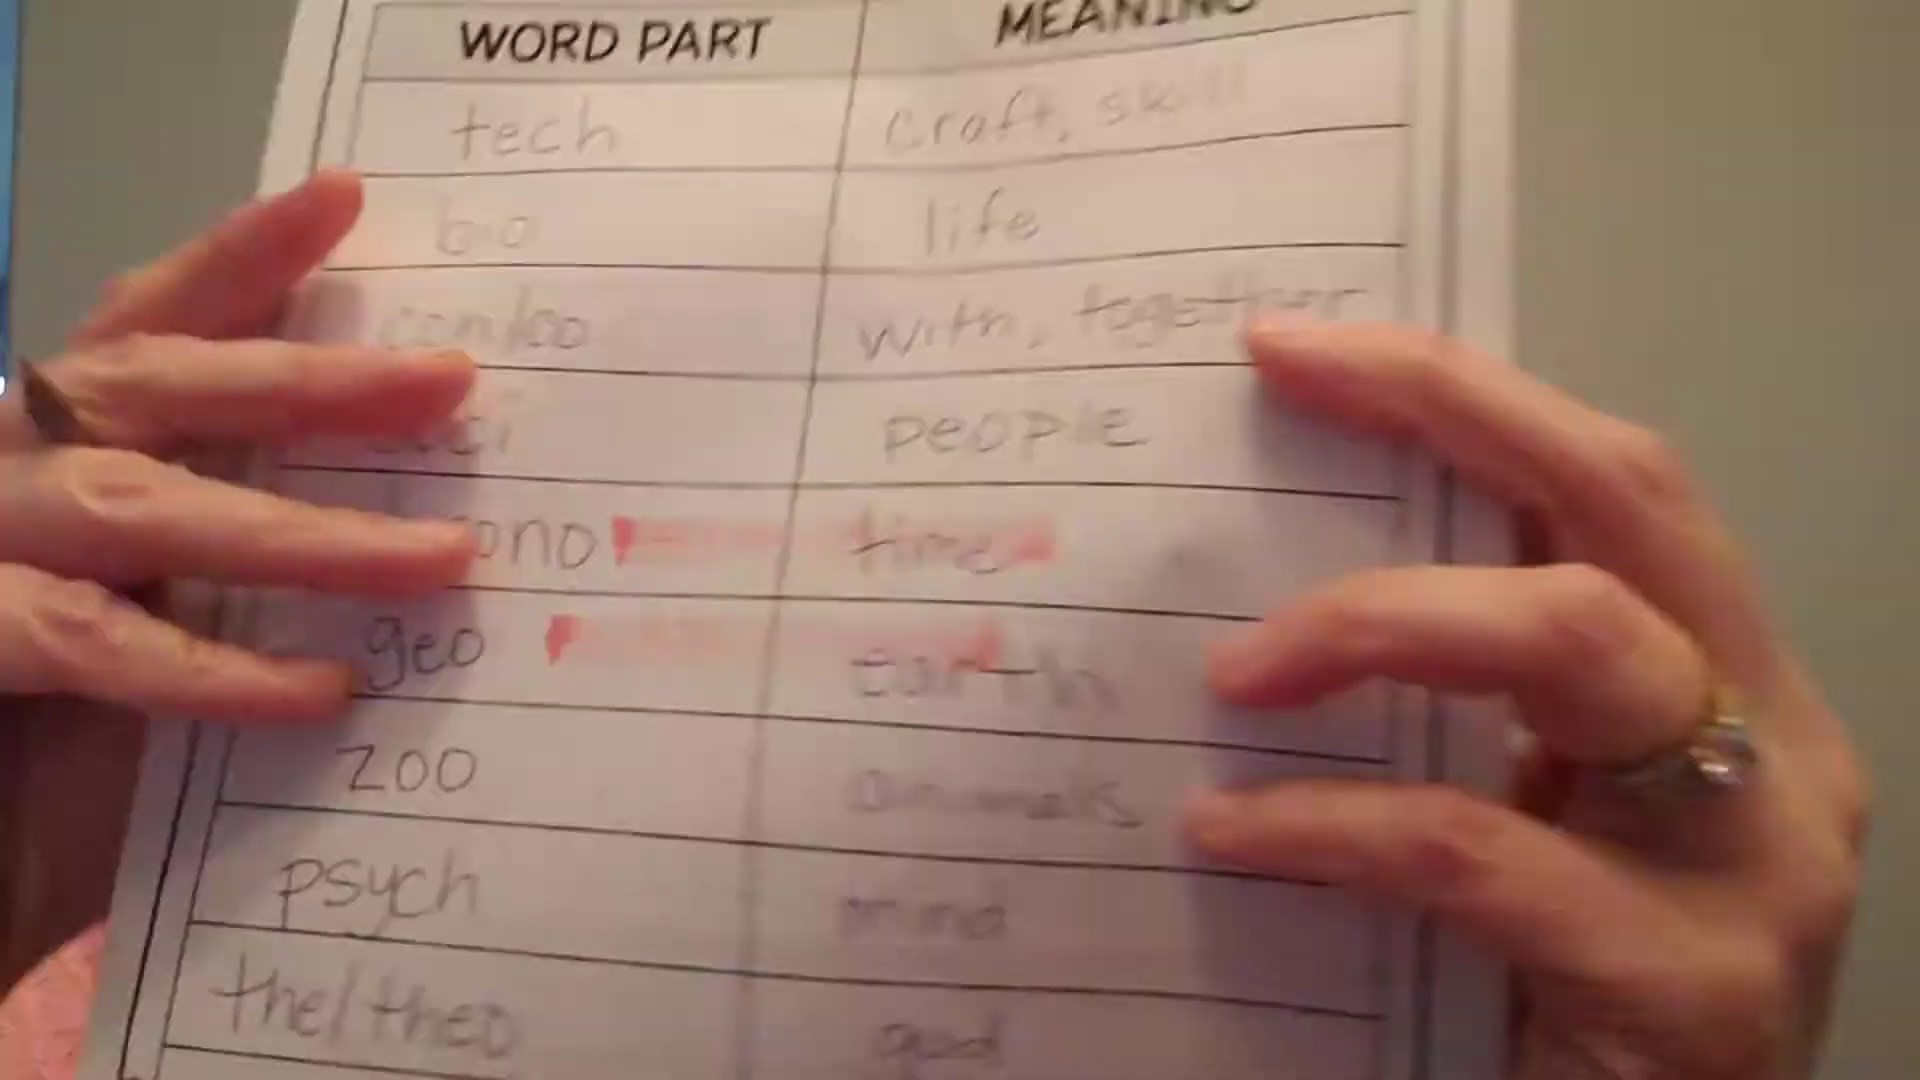 WORD PART MEANING
tech craft, skill
bio life
with, together
people
ono time
geo earth
zoo animals
psych mind
the/theo god